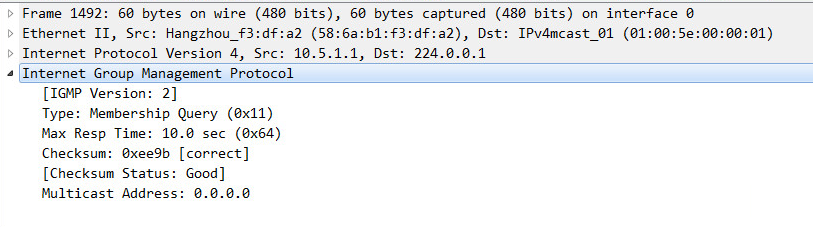 Frame 1492: 60 bytes on wire (480 bits), 60 bytes captured (480 bits) on interface 0
Ethernet II, Src: Hangzhou_f3:df:a2 (58:6a:b1:f3:df:a2), Dst: IPv4mcast_01 (01:00:5e:00:00:01)
Internet Protocol Version 4, Src: 10.5.1.1, Dst: 224.0.0.1
Internet Group Management Protocol
[IGMP Version: 2]
Type: Membership Query (0x11)
Max Resp Time: 10.0 sec (0x64)
Checksum: 0xee9b [correct]
[Checksum Status: Good]
Multicast Address: 0.0.0.0